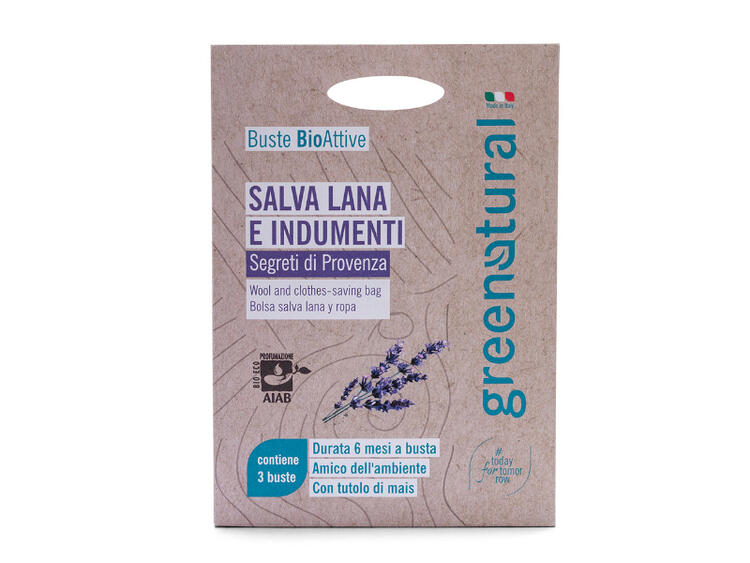 Made in Italy
greenatural
Buste BioAttive
SALVA LANA
E INDUMENTI
Segreti di Provenza
Wool and clothes-saving bag
Bolsa salva lana y ropa
PROFUMAZIONE
BIO-ECO
AIAB
contiene
3 buste
Durata 6 mesi a busta
Amico dell'ambiente
Con tutolo di mais
#
today
for tomor
row